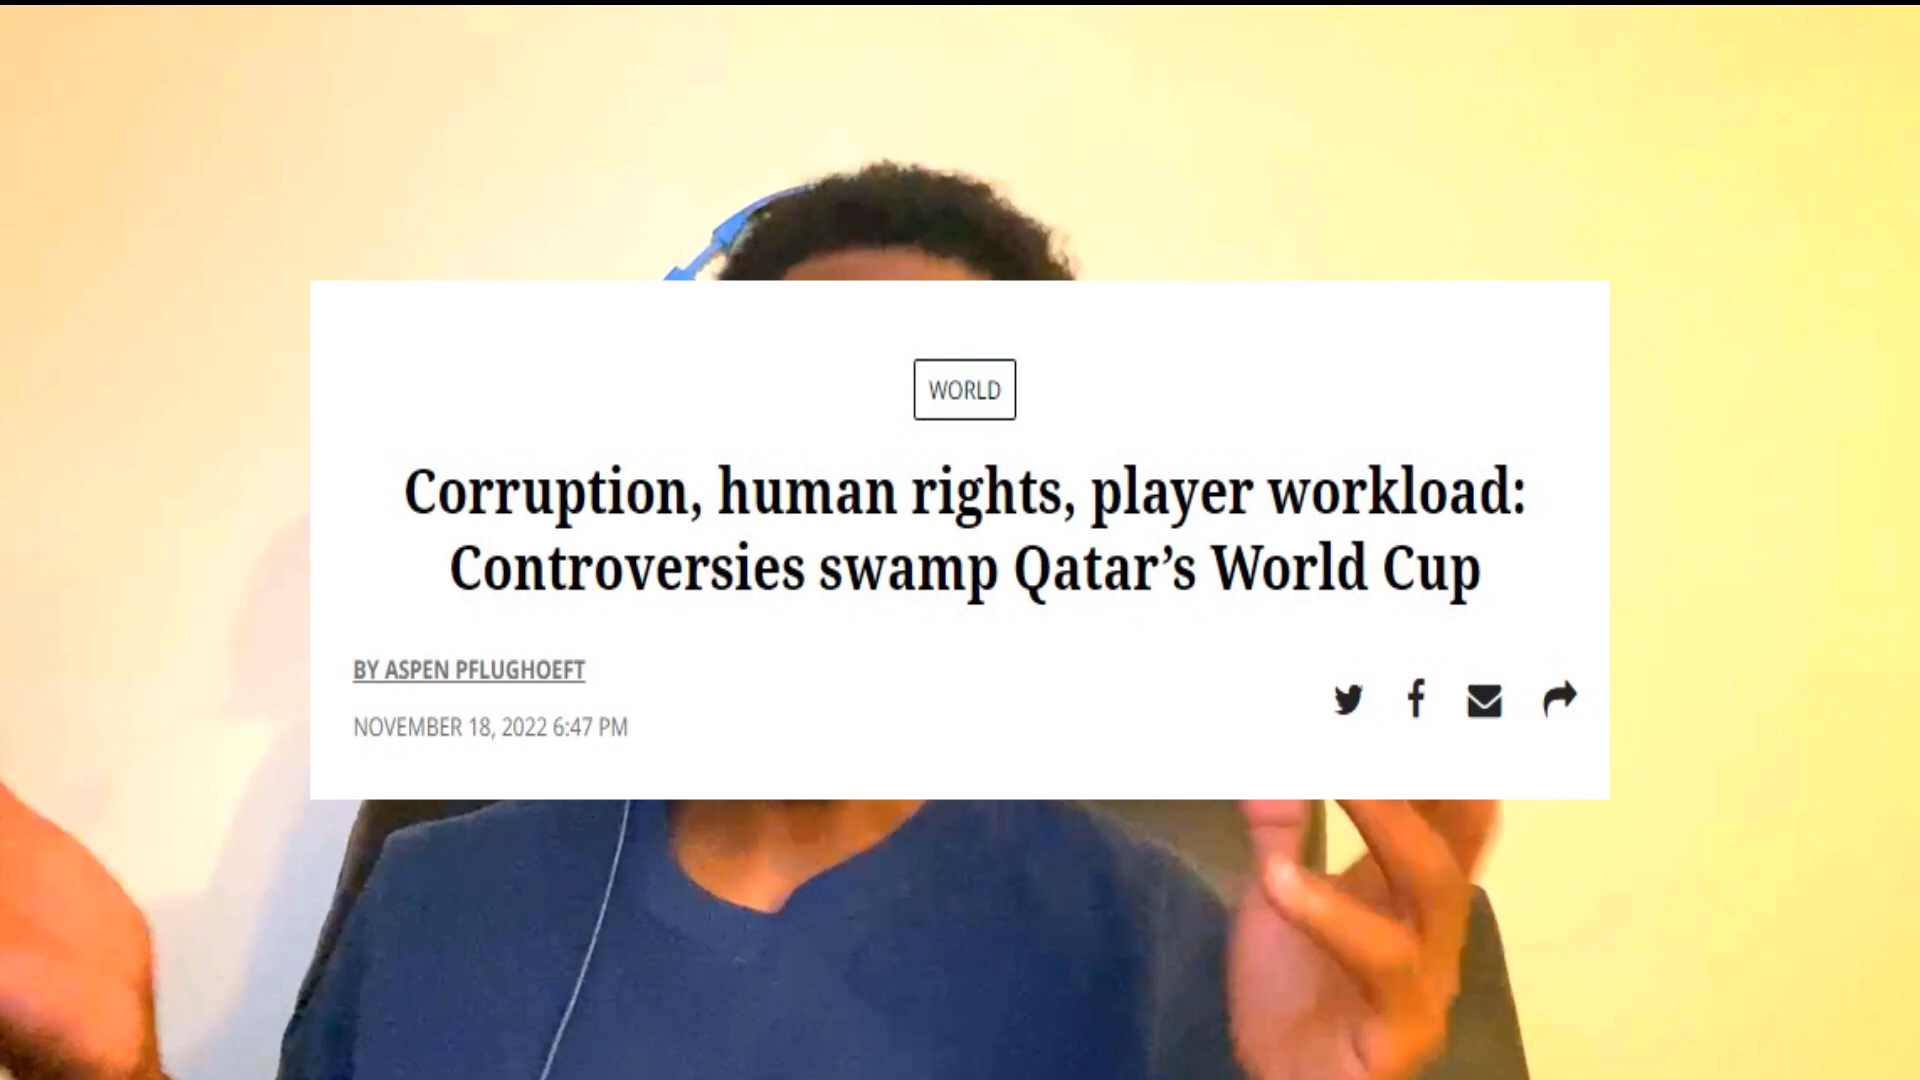 WORLD
Corruption, human rights, player workload:
Controversies swamp Qatar’s World Cup
BY ASPEN PFLUGHOEFT
NOVEMBER 18, 2022 6:47 PM